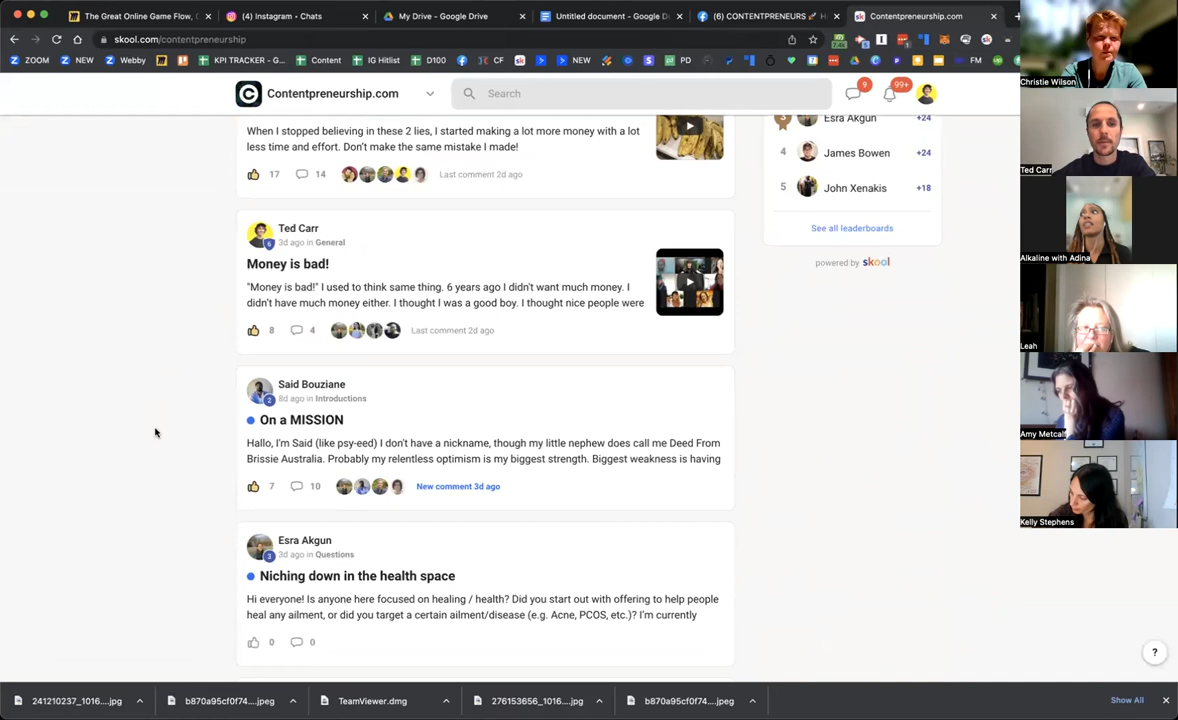 The Great Online Game Flow, (
Instagram • Chats
My Drive - Google Drive
Untitled document - Google D
(6) CONTENTPRENEURS 🚀 H
Contentpreneurship.com
skool.com/contentpreneurship
ZOOM
NEW
Webby
KPI TRACKER - G...
Content
IG Hitlist
D100
CF
NEW
PD
FM
Contentpreneurship.com
Search
9
99+
When I stopped believing in these 2 lies, I started making a lot more money with a lot
less time and effort. Don't make the same mistake I made!
17
14
Last comment 2d ago
Ted Carr
6
3d ago in General
Money is bad!
"Money is bad!" I used to think same thing. 6 years ago I didn't want much money. I
didn't have much money either. I thought I was a good boy. I thought nice people were
8
4
Last comment 2d ago
Said Bouziane
2
8d ago in Introductions
On a MISSION
Hallo, I'm Said (like psy-eed) I don't have a nickname, though my little nephew does call me Deed From
Brissie Australia. Probably my relentless optimism is my biggest strength. Biggest weakness is having
7
10
New comment 3d ago
Esra Akgun
3
3d ago in Questions
Niching down in the health space
Hi everyone! Is anyone here focused on healing / health? Did you start out with offering to help people
heal any ailment, or did you target a certain ailment/disease (e.g. Acne, PCOS, etc.)? I'm currently
0
0
3
Esra Akgun
+24
4
James Bowen
+24
5
John Xenakis
+18
See all leaderboards
powered by skool
?
Christie Wilson
Ted Carr
Alkaline with Adina
Leah
Amy Metcalf
Kelly Stephens
241210237_1016....jpg
b870a95cf0f74....jpeg
TeamViewer.dmg
276153656_1016....jpg
b870a95cf0f74....jpeg
Show All